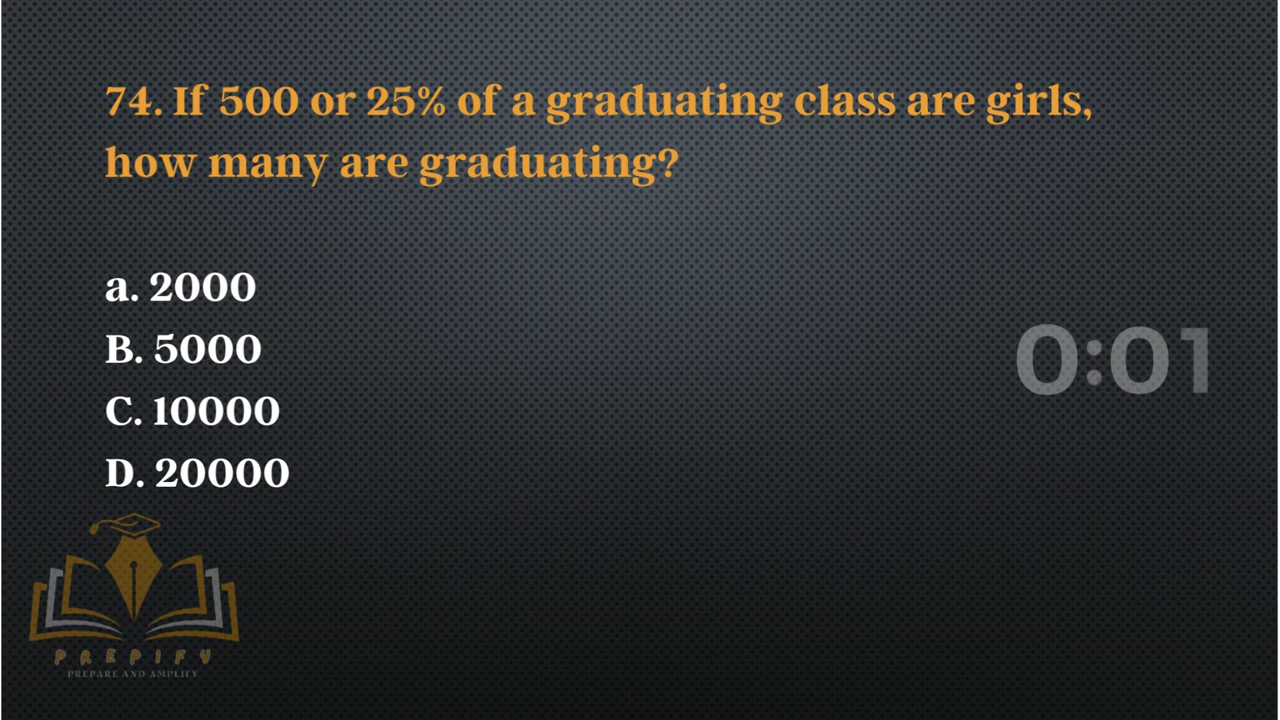 74. If 500 or 25% of a graduating class are girls,
how many are graduating?
a. 2000
B. 5000
C. 10000
D. 20000
0:01
PREPIFY
PREPARE AND AMPLIFY